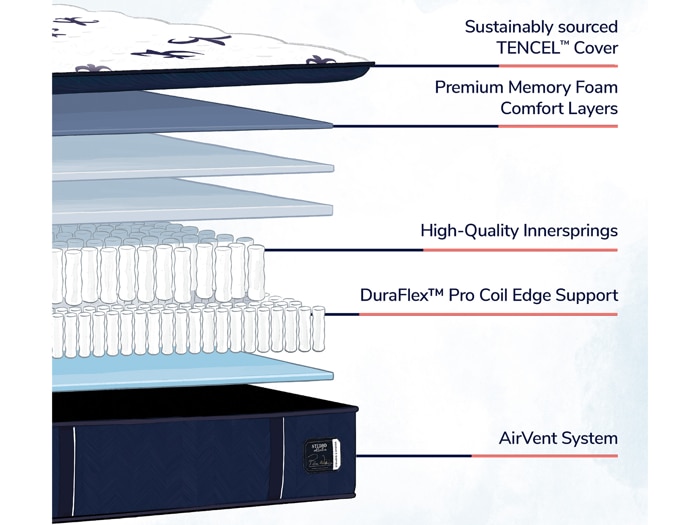 Sustainably sourced
TENCEL™ Cover
Premium Memory Foam
Comfort Layers
High-Quality Innersprings
DuraFlex™ Pro Coil Edge Support
AirVent System
STUDIO